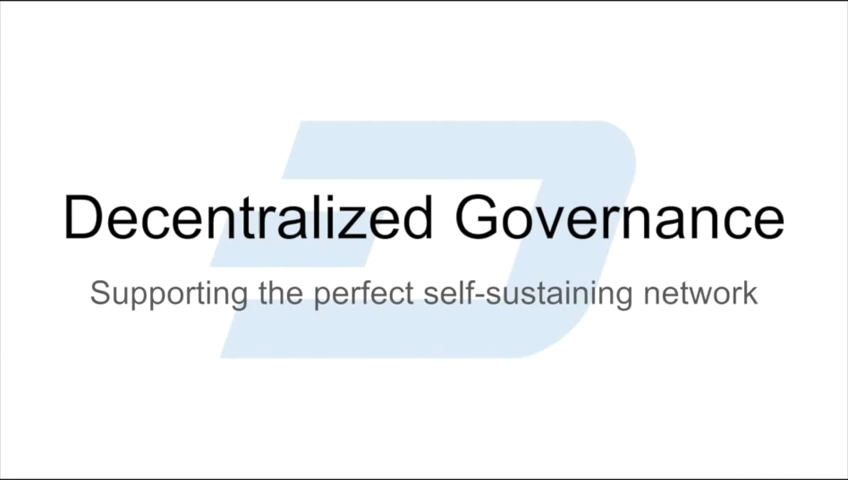 Decentralized Governance
Supporting the perfect self-sustaining network